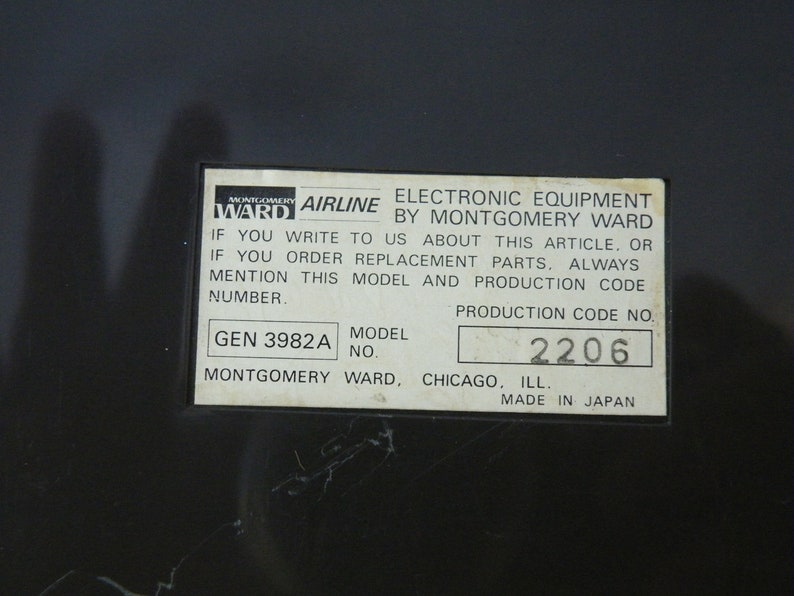 MONTGOMERY
WARD AIRLINE
ELECTRONIC EQUIPMENT
BY MONTGOMERY WARD
IF YOU WRITE TO US ABOUT THIS ARTICLE, OR
IF YOU ORDER REPLACEMENT PARTS, ALWAYS
MENTION THIS MODEL AND PRODUCTION CODE
NUMBER.
PRODUCTION CODE NO.
GEN 3982A MODEL NO.
2206
MONTGOMERY WARD, CHICAGO, ILL.
MADE IN JAPAN